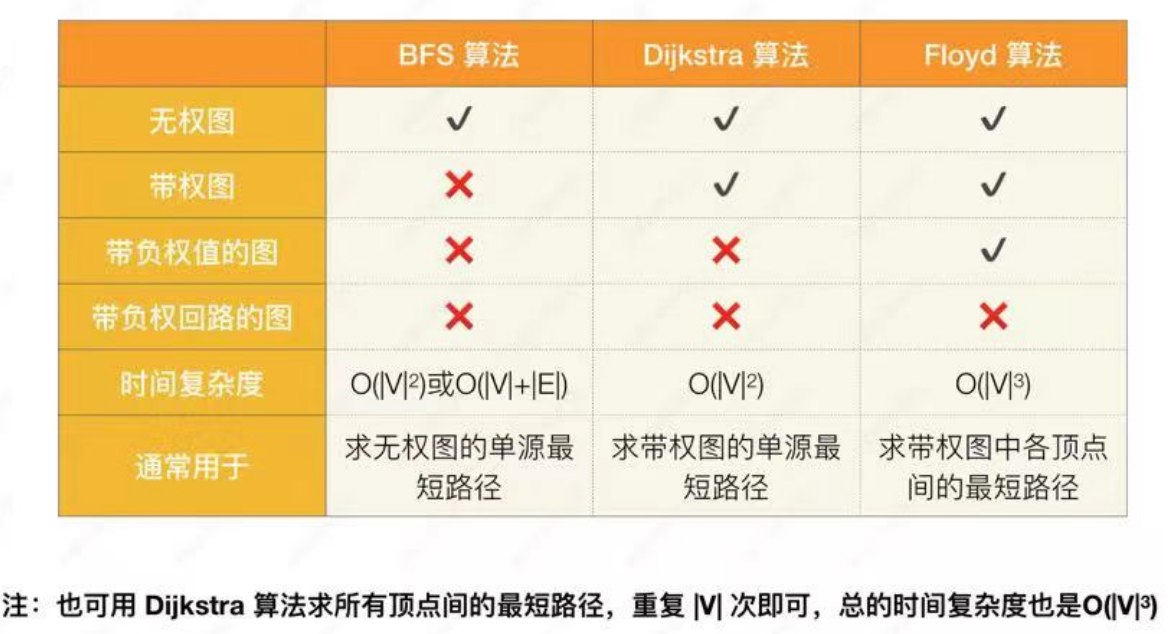 BFS 算法 Dijkstra 算法 Floyd 算法
无权图 ✓ ✓ ✓
带权图 ❌ ✓ ✓
带负权值的图 ❌ ❌ ✓
带负权回路的图 ❌ ❌ ❌
时间复杂度 O(|V|²)或O(|V|+|E|) O(|V|²) O(|V|³)
通常用于 求无权图的单源最 求带权图的单源最 求带权图中各顶点
短路径 短路径 间的最短路径
注：也可用 Dijkstra 算法求所有顶点间的最短路径，重复 |V| 次即可，总的时间复杂度也是O(|V|³)